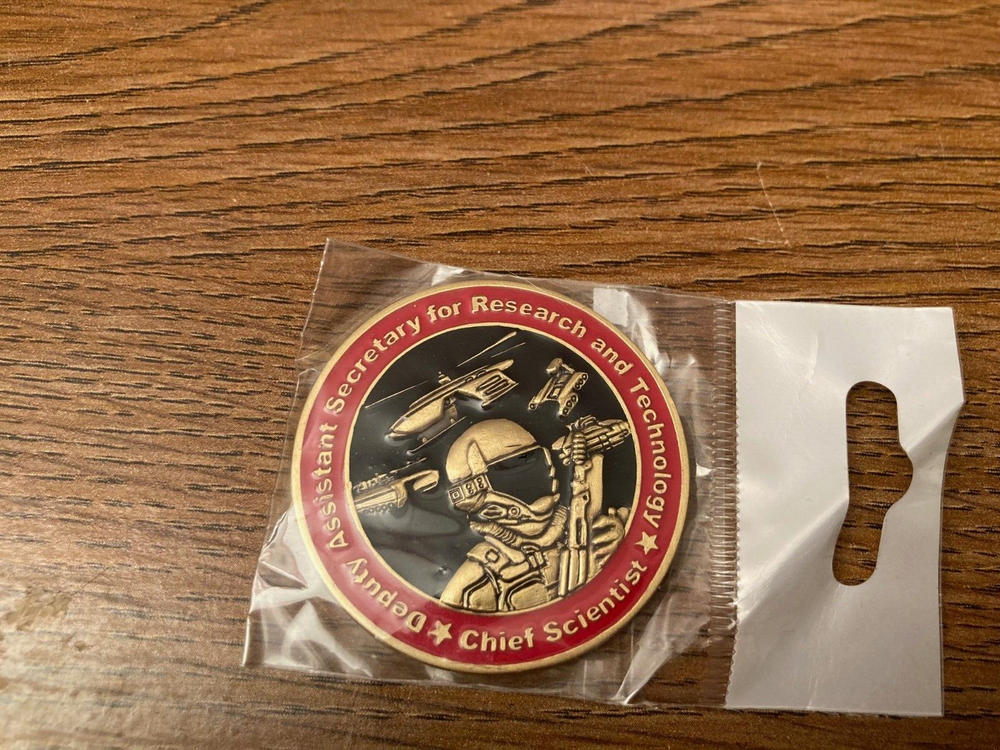 Deputy Assistant Secretary for Research and Technology
Chief Scientist